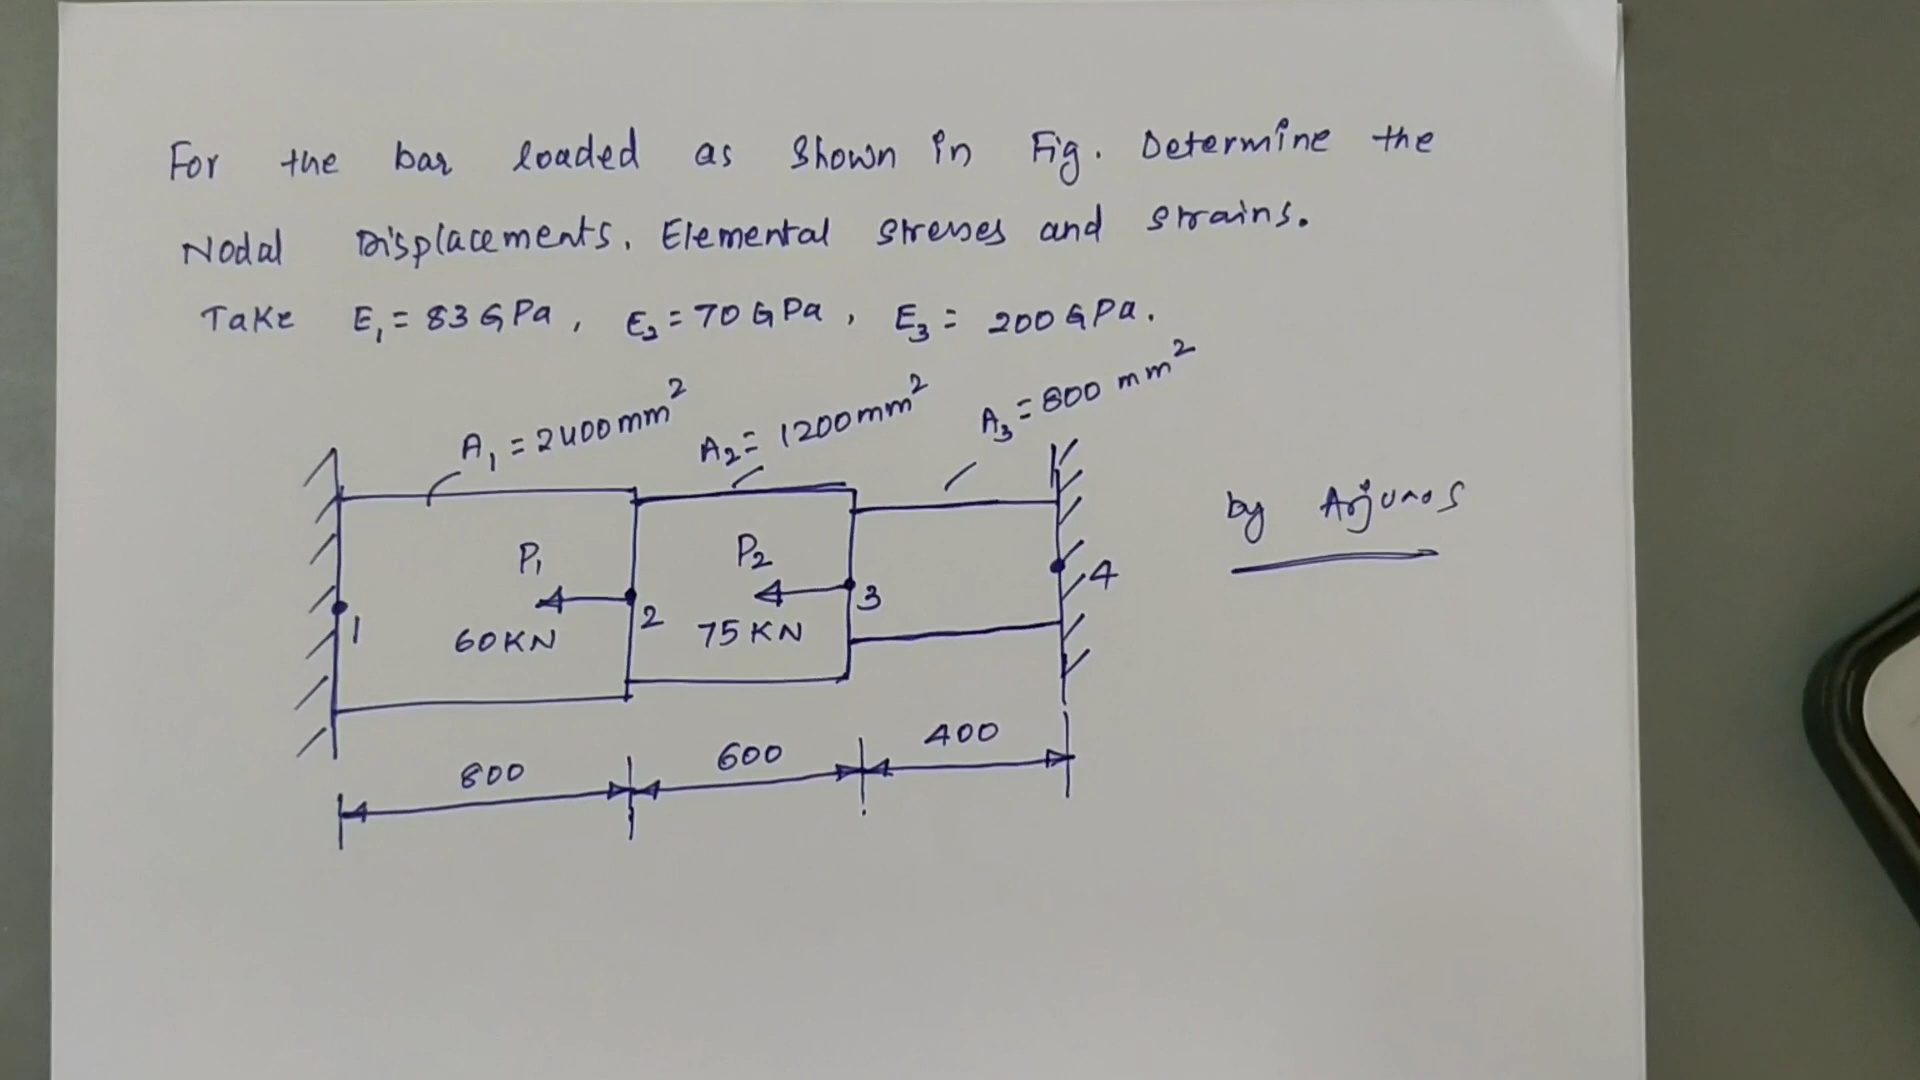 For the bar loaded as shown in Fig. Determine the
Nodal Displacements, Elemental stresses and strains.
Take E₁ = 83 GPa, E₂ = 70 GPa, E₃ = 200 GPa.
A₁ = 2400 mm² A₂ = 1200 mm² A₃ = 800 mm²
P₁ P₂
1 60 KN 2 75 KN 3 4
by Arjunos
800 600 400